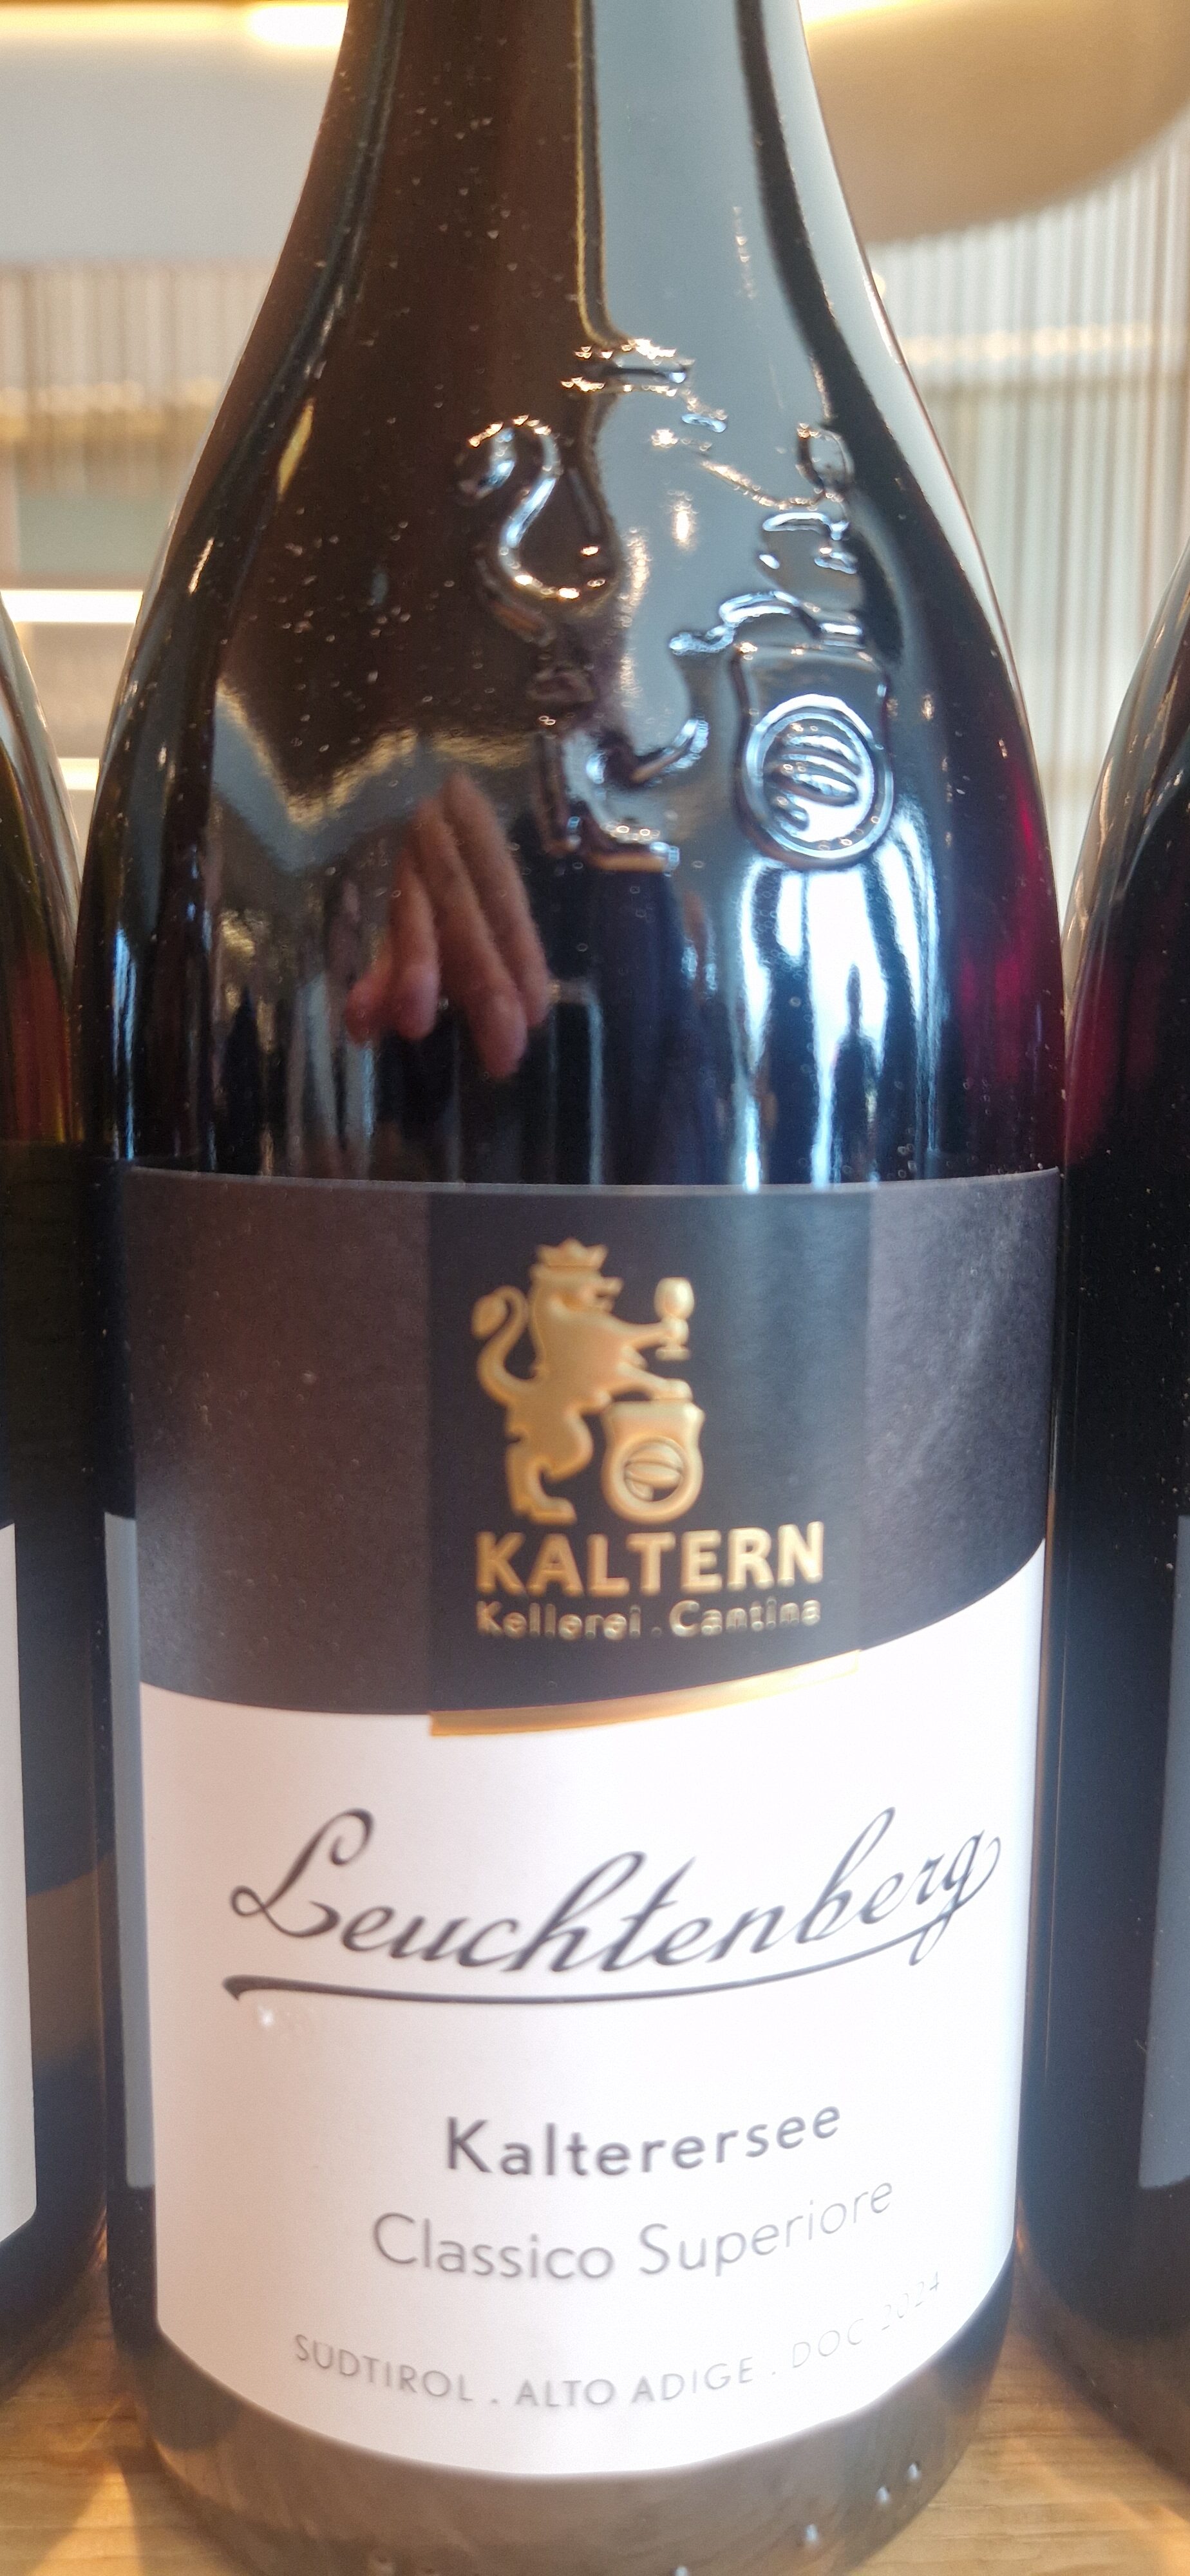 KALTERN
Kellerei . Cantina
Leuchtenberg
Kalterersee
Classico Superiore
SÜDTIROL . ALTO ADIGE . DOC 2024